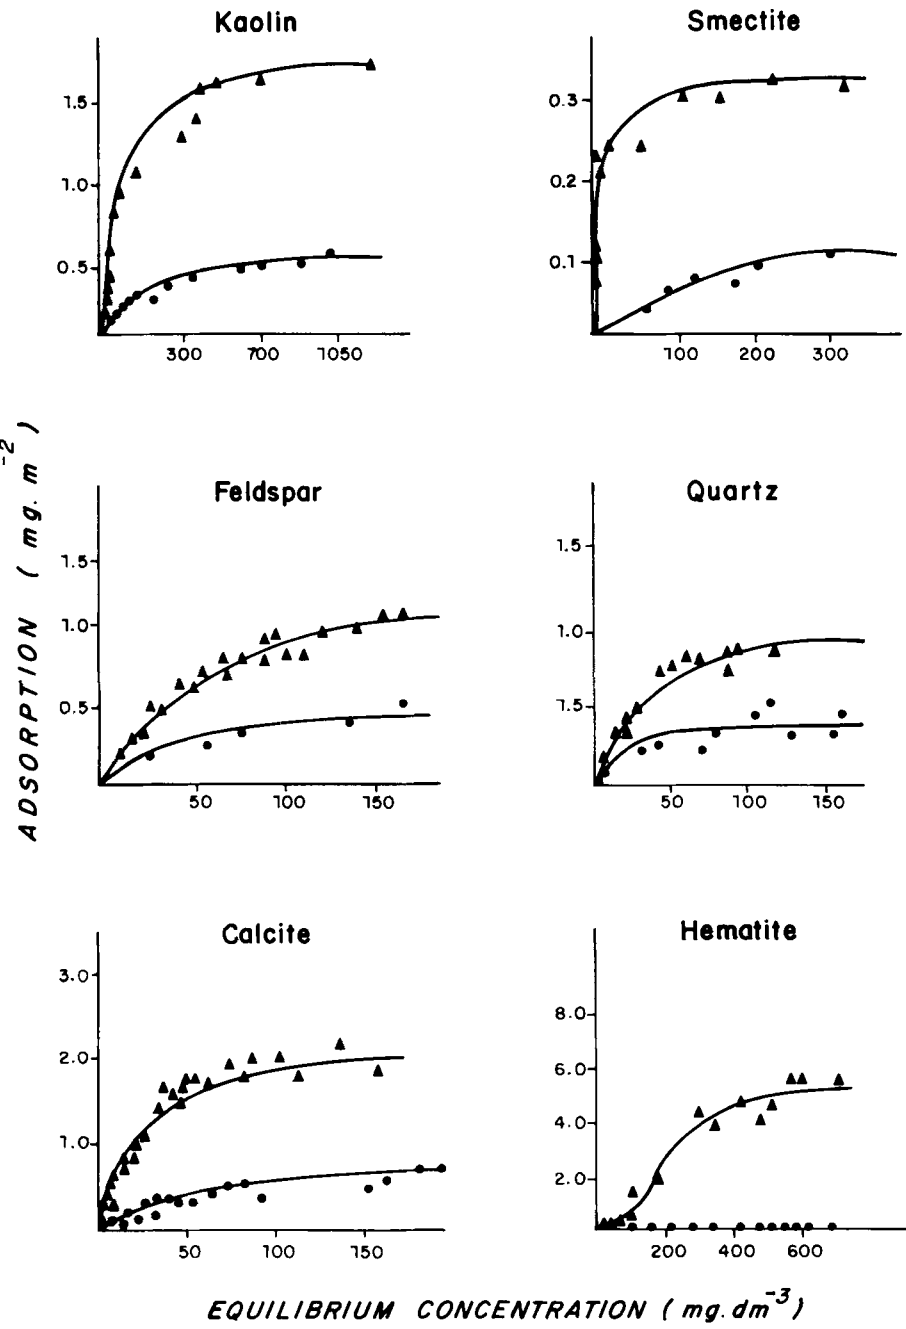 Kaolin
1.5
1.0
0.5
300 700 1050
Smectite
0.3
0.2
0.1
100 200 300
ADSORPTION ( mg. m⁻² )
Feldspar
1.5
1.0
0.5
50 100 150
Quartz
1.5
1.0
1.5
50 100 150
Calcite
3.0
2.0
1.0
50 100 150
Hematite
8.0
6.0
4.0
2.0
200 400 600
EQUILIBRIUM CONCENTRATION ( mg. dm⁻³ )